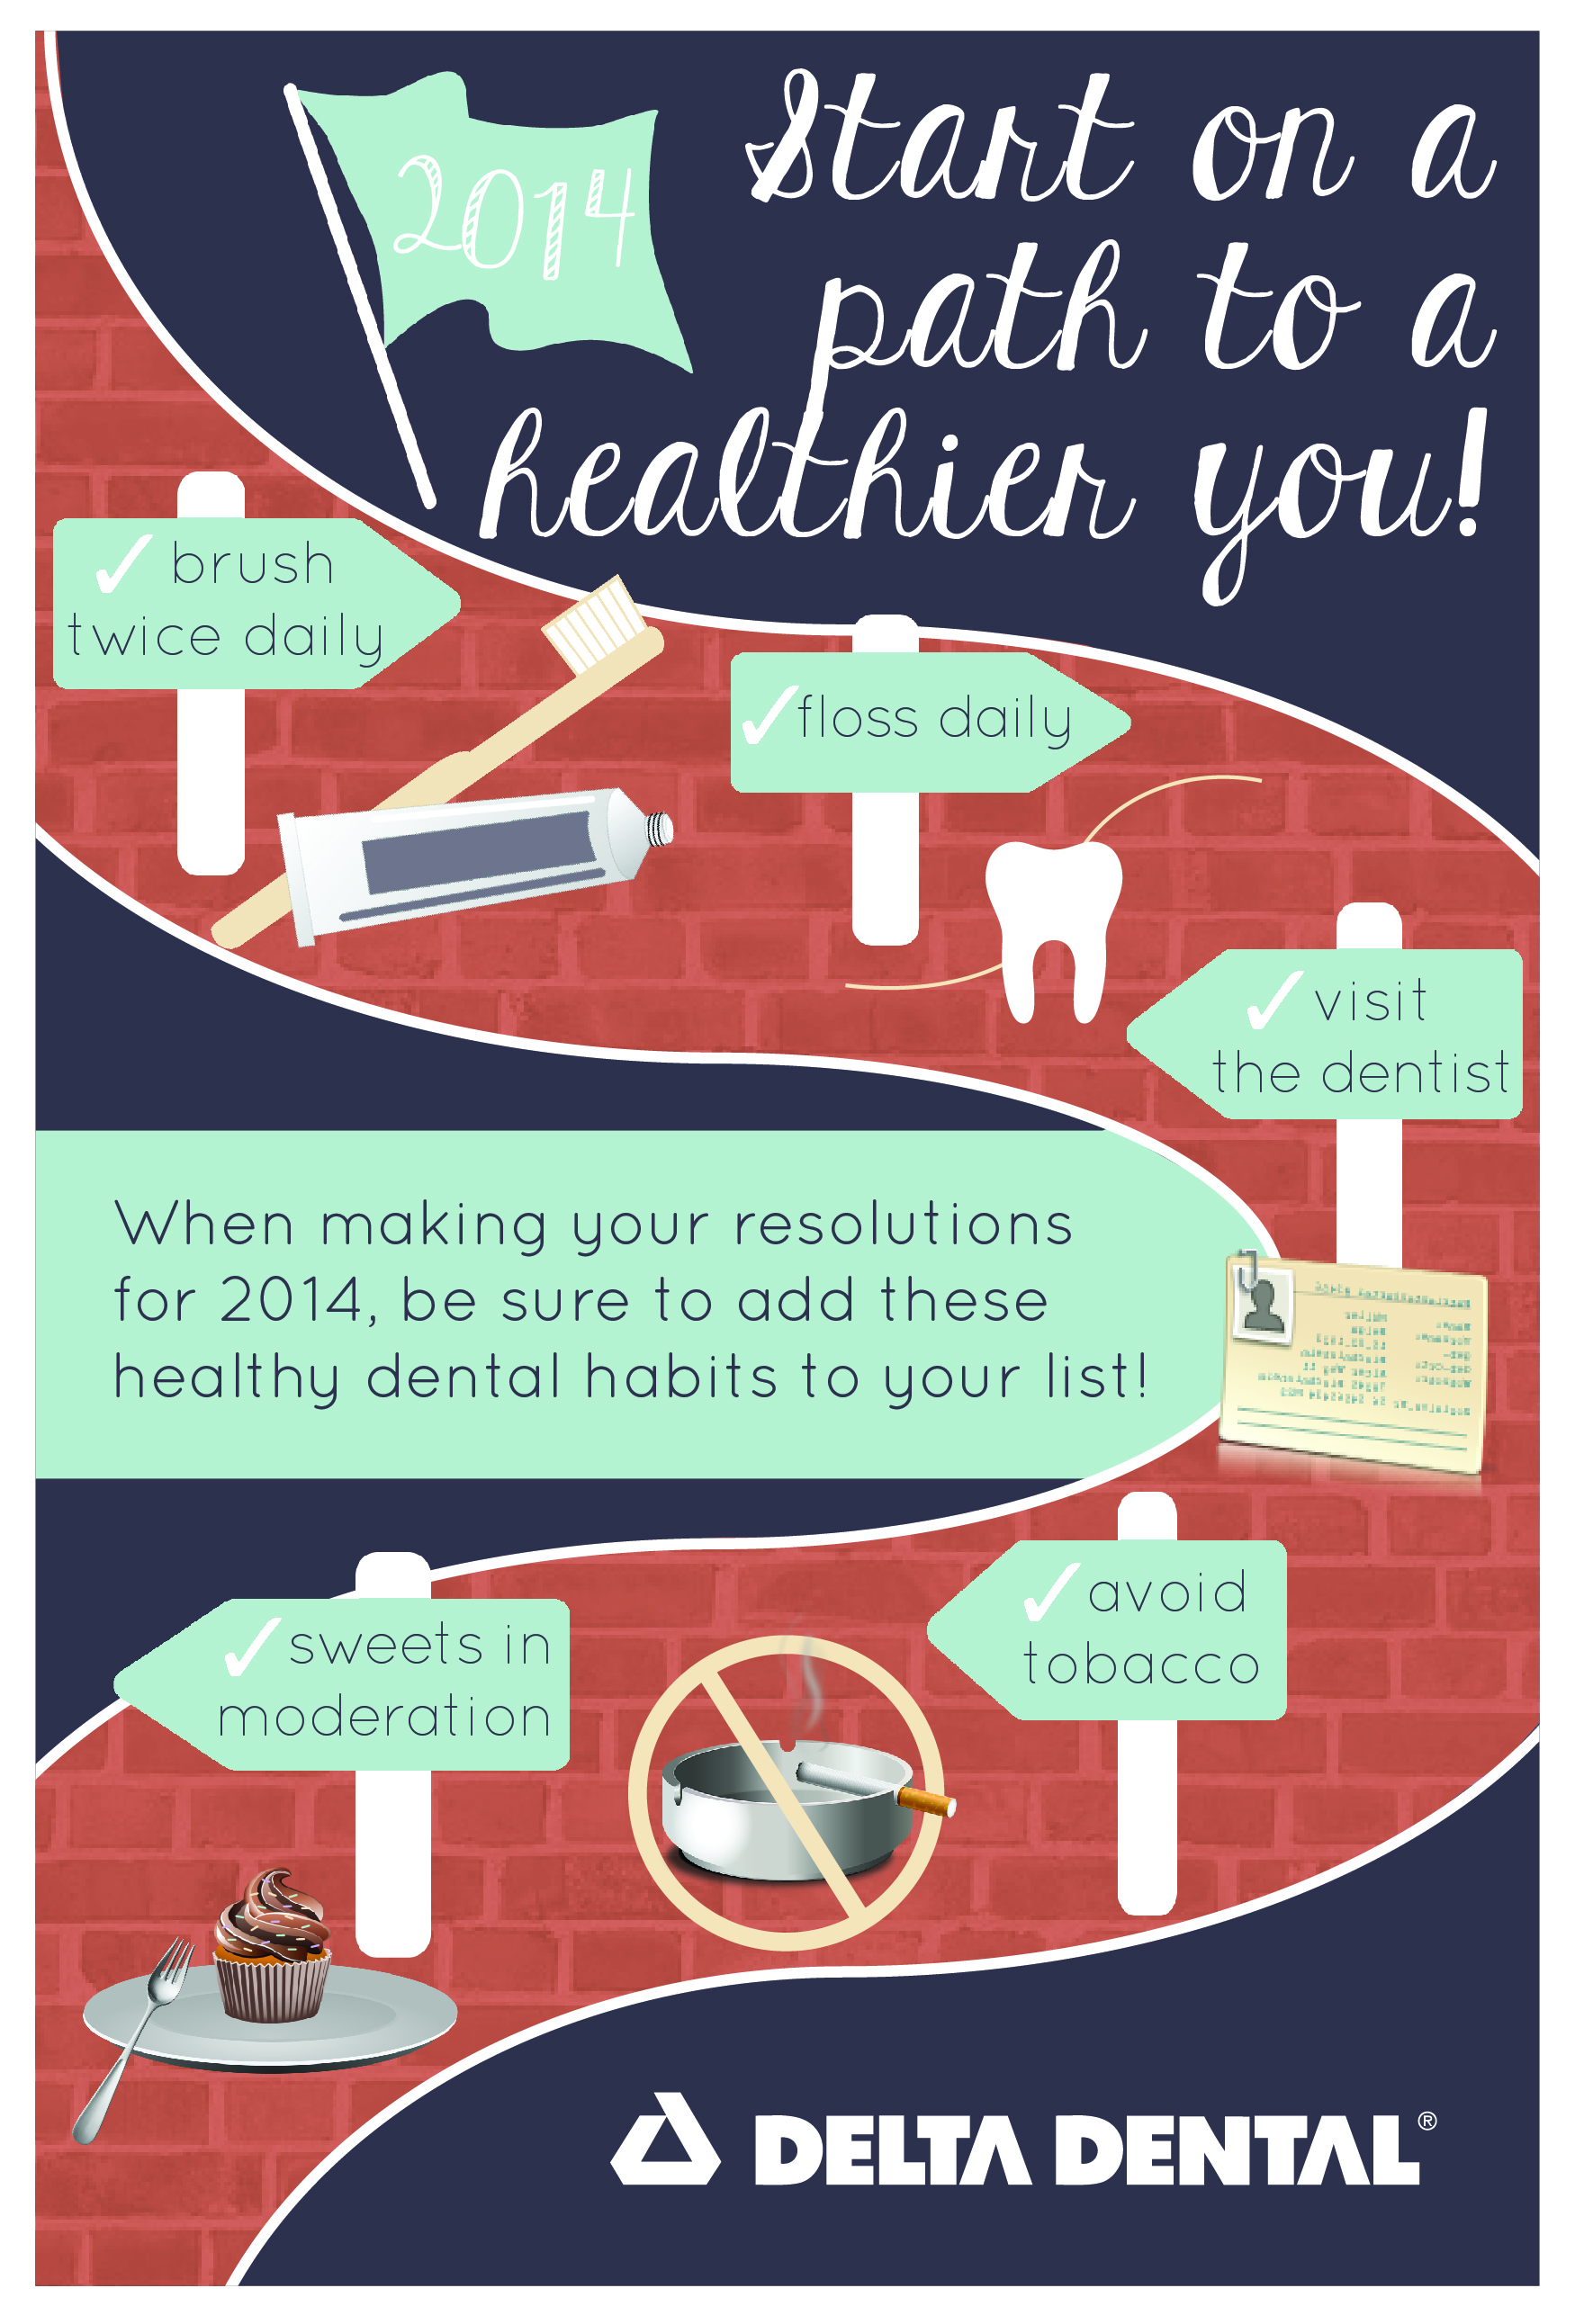 2014
Start on a
path to a
healthier you!
✓ brush
twice daily
✓ floss daily
✓ visit
the dentist
When making your resolutions
for 2014, be sure to add these
healthy dental habits to your list!
✓ avoid
tobacco
✓ sweets in
moderation
DELTA DENTAL®